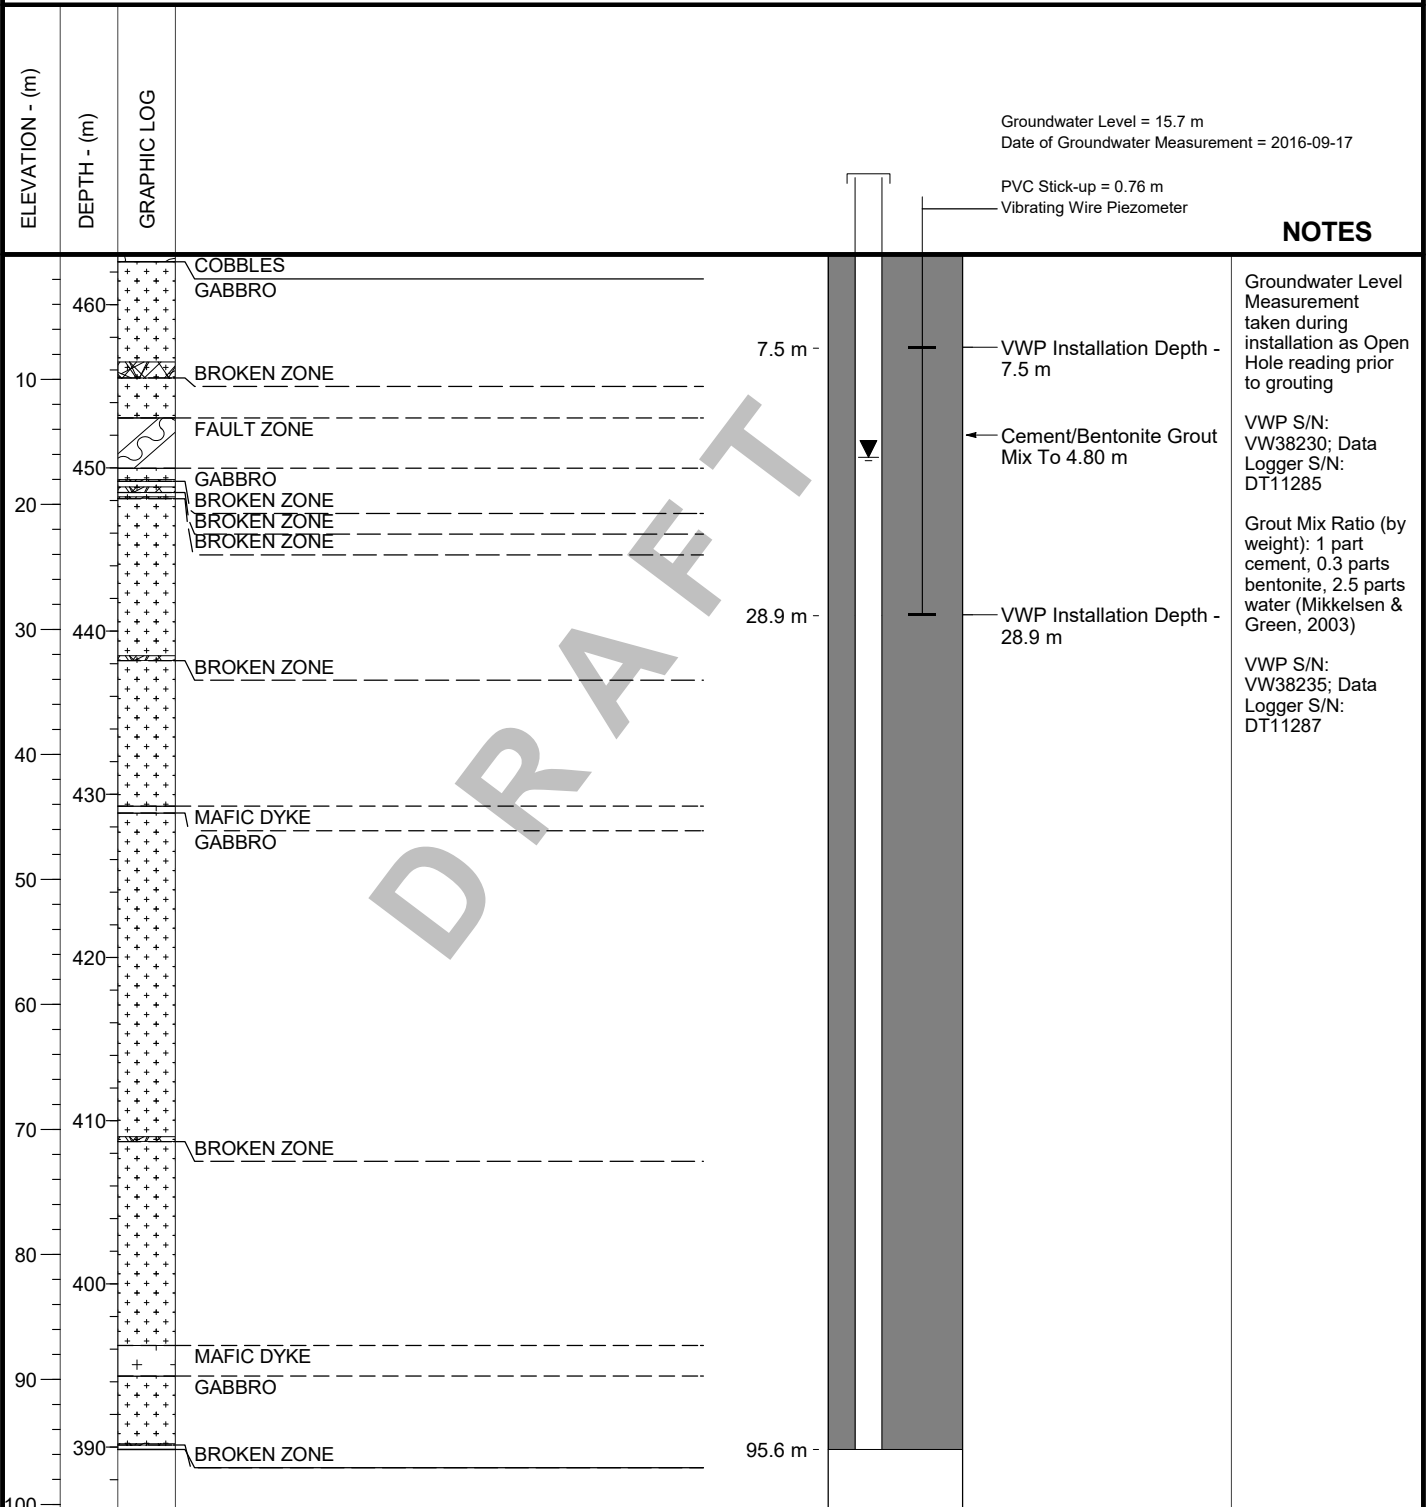 ELEVATION - (m)
DEPTH - (m)
GRAPHIC LOG
Groundwater Level = 15.7 m
Date of Groundwater Measurement = 2016-09-17
PVC Stick-up = 0.76 m
Vibrating Wire Piezometer
NOTES
COBBLES
GABBRO
460
7.5 m
VWP Installation Depth -
7.5 m
10
BROKEN ZONE
FAULT ZONE
Cement/Bentonite Grout
Mix To 4.80 m
450
GABBRO
20
BROKEN ZONE
BROKEN ZONE
BROKEN ZONE
28.9 m
VWP Installation Depth -
28.9 m
30
440
BROKEN ZONE
40
430
MAFIC DYKE
GABBRO
50
420
60
410
70
BROKEN ZONE
80
400
MAFIC DYKE
90
GABBRO
390
BROKEN ZONE
95.6 m
100
Groundwater Level
Measurement
taken during
installation as Open
Hole reading prior
to grouting
VWP S/N:
VW38230; Data
Logger S/N:
DT11285
Grout Mix Ratio (by
weight): 1 part
cement, 0.3 parts
bentonite, 2.5 parts
water (Mikkelsen &
Green, 2003)
VWP S/N:
VW38235; Data
Logger S/N:
DT11287
DRAFT